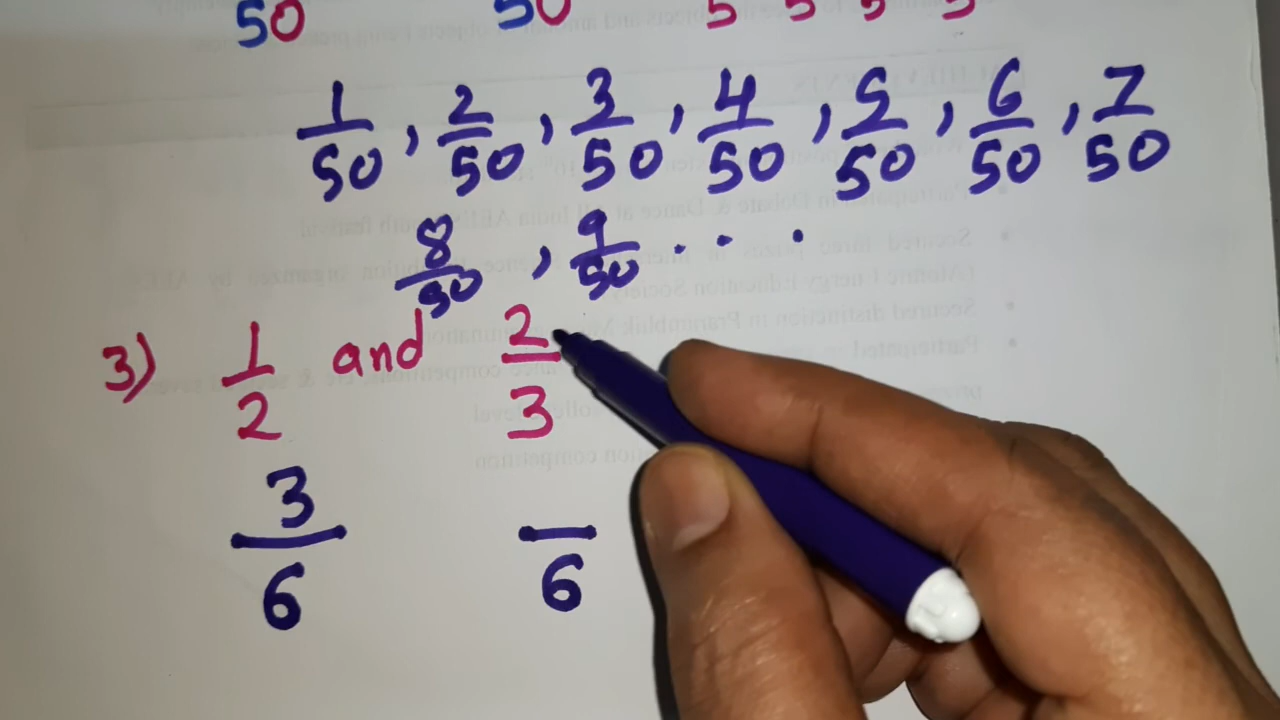 50 50 5 5 5 5
1/50, 2/50, 3/50, 4/50, 5/50, 6/50, 7/50
8/50, 9/50 . . .
3) 1/2 and 2/3
3/6 /6